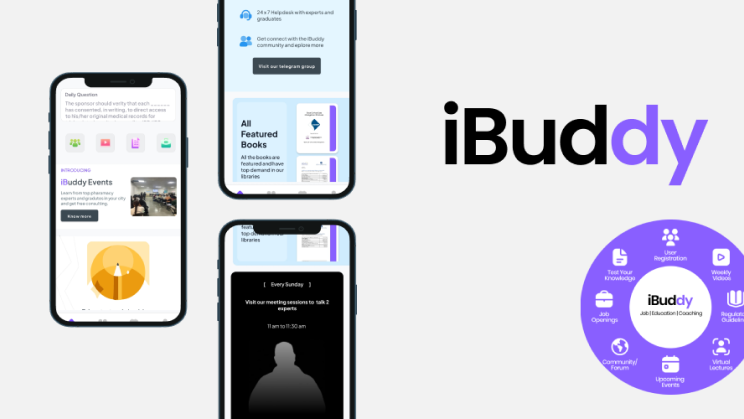 Daily Question
The sponsor should verify that each ______
has consented, in writing, to direct access
to his/her original medical records for
INTRODUCING
iBuddy Events
Learn from top pharmacy
experts and graduates in your city
and get free consulting.
Know more
24 x 7 Helpdesk with experts and
graduates
Get connect with the iBuddy
community and eplore more
Visit our telegram group
All
Featured
Books
All the books are
featured and have
top demand in our
libraries
top demand in our
libraries
[ Every Sunday ]
Visit our meeting sessions to talk 2
experts
11 am to 11:30 am
iBuddy
User
Registration
Weekly
Videos
Test Your
Knowledge
iBuddy
Job | Education | Coaching
Job
Openings
Community/
Forum
Upcoming
Events
Virtual
Lectures